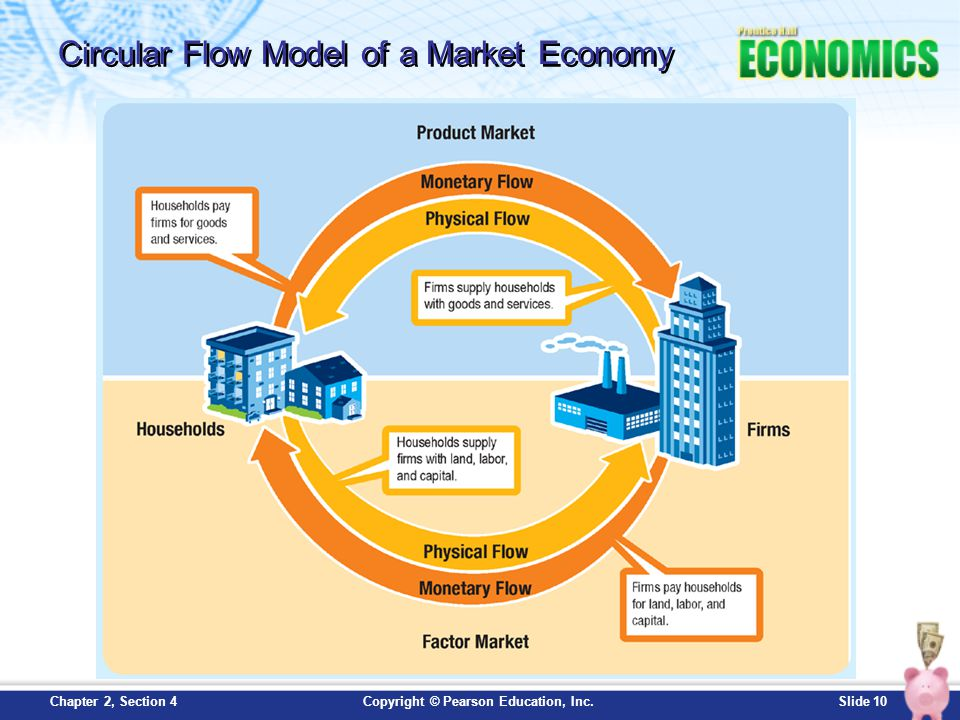 Circular Flow Model of a Market Economy
Prentice Hall
ECONOMICS
Product Market
Monetary Flow
Physical Flow
Households pay
firms for goods
and services.
Firms supply households
with goods and services.
Households
Firms
Households supply
firms with land, labor,
and capital.
Physical Flow
Monetary Flow
Firms pay households
for land, labor, and
capital.
Factor Market
Chapter 2, Section 4
Copyright © Pearson Education, Inc.
Slide 10